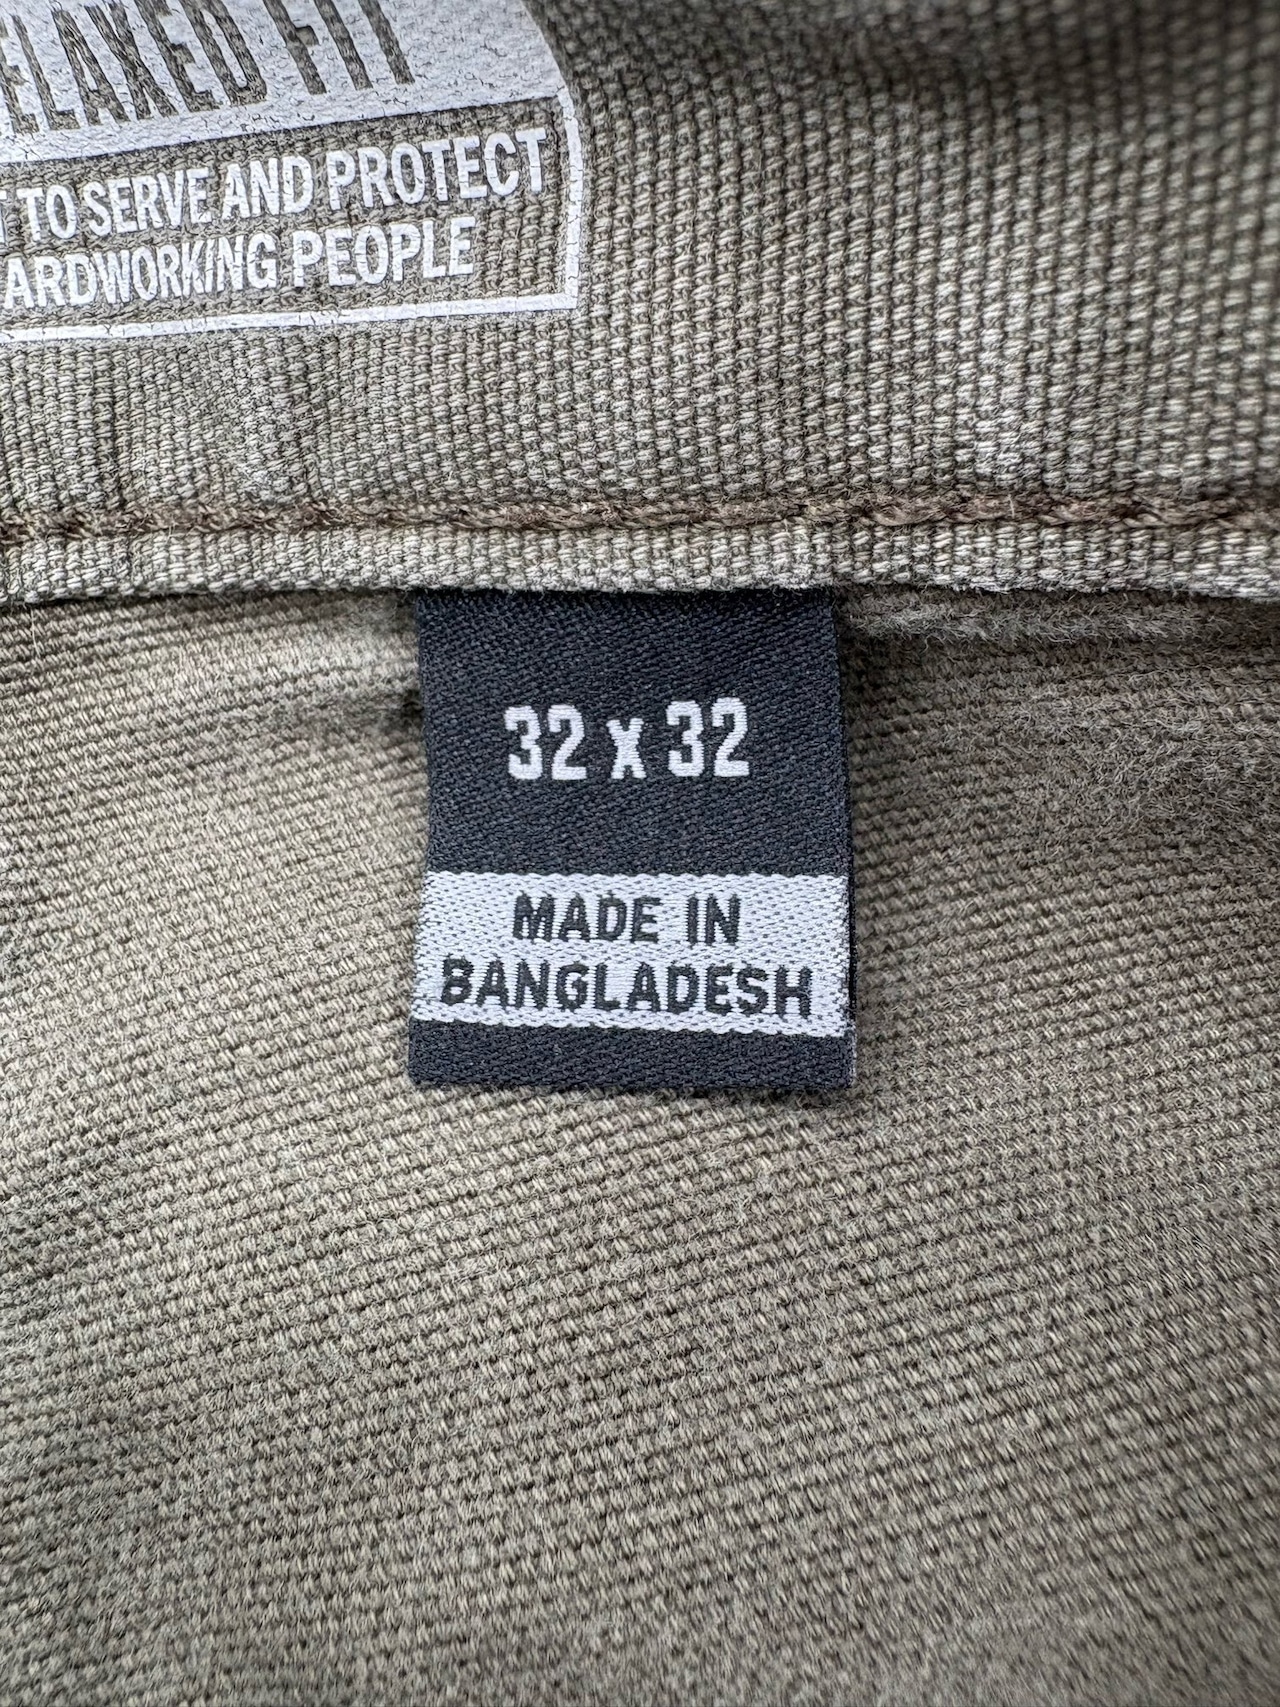 ELAXED FIT
TO SERVE AND PROTECT
ARDWORKING PEOPLE
32 x 32
MADE IN
BANGLADESH